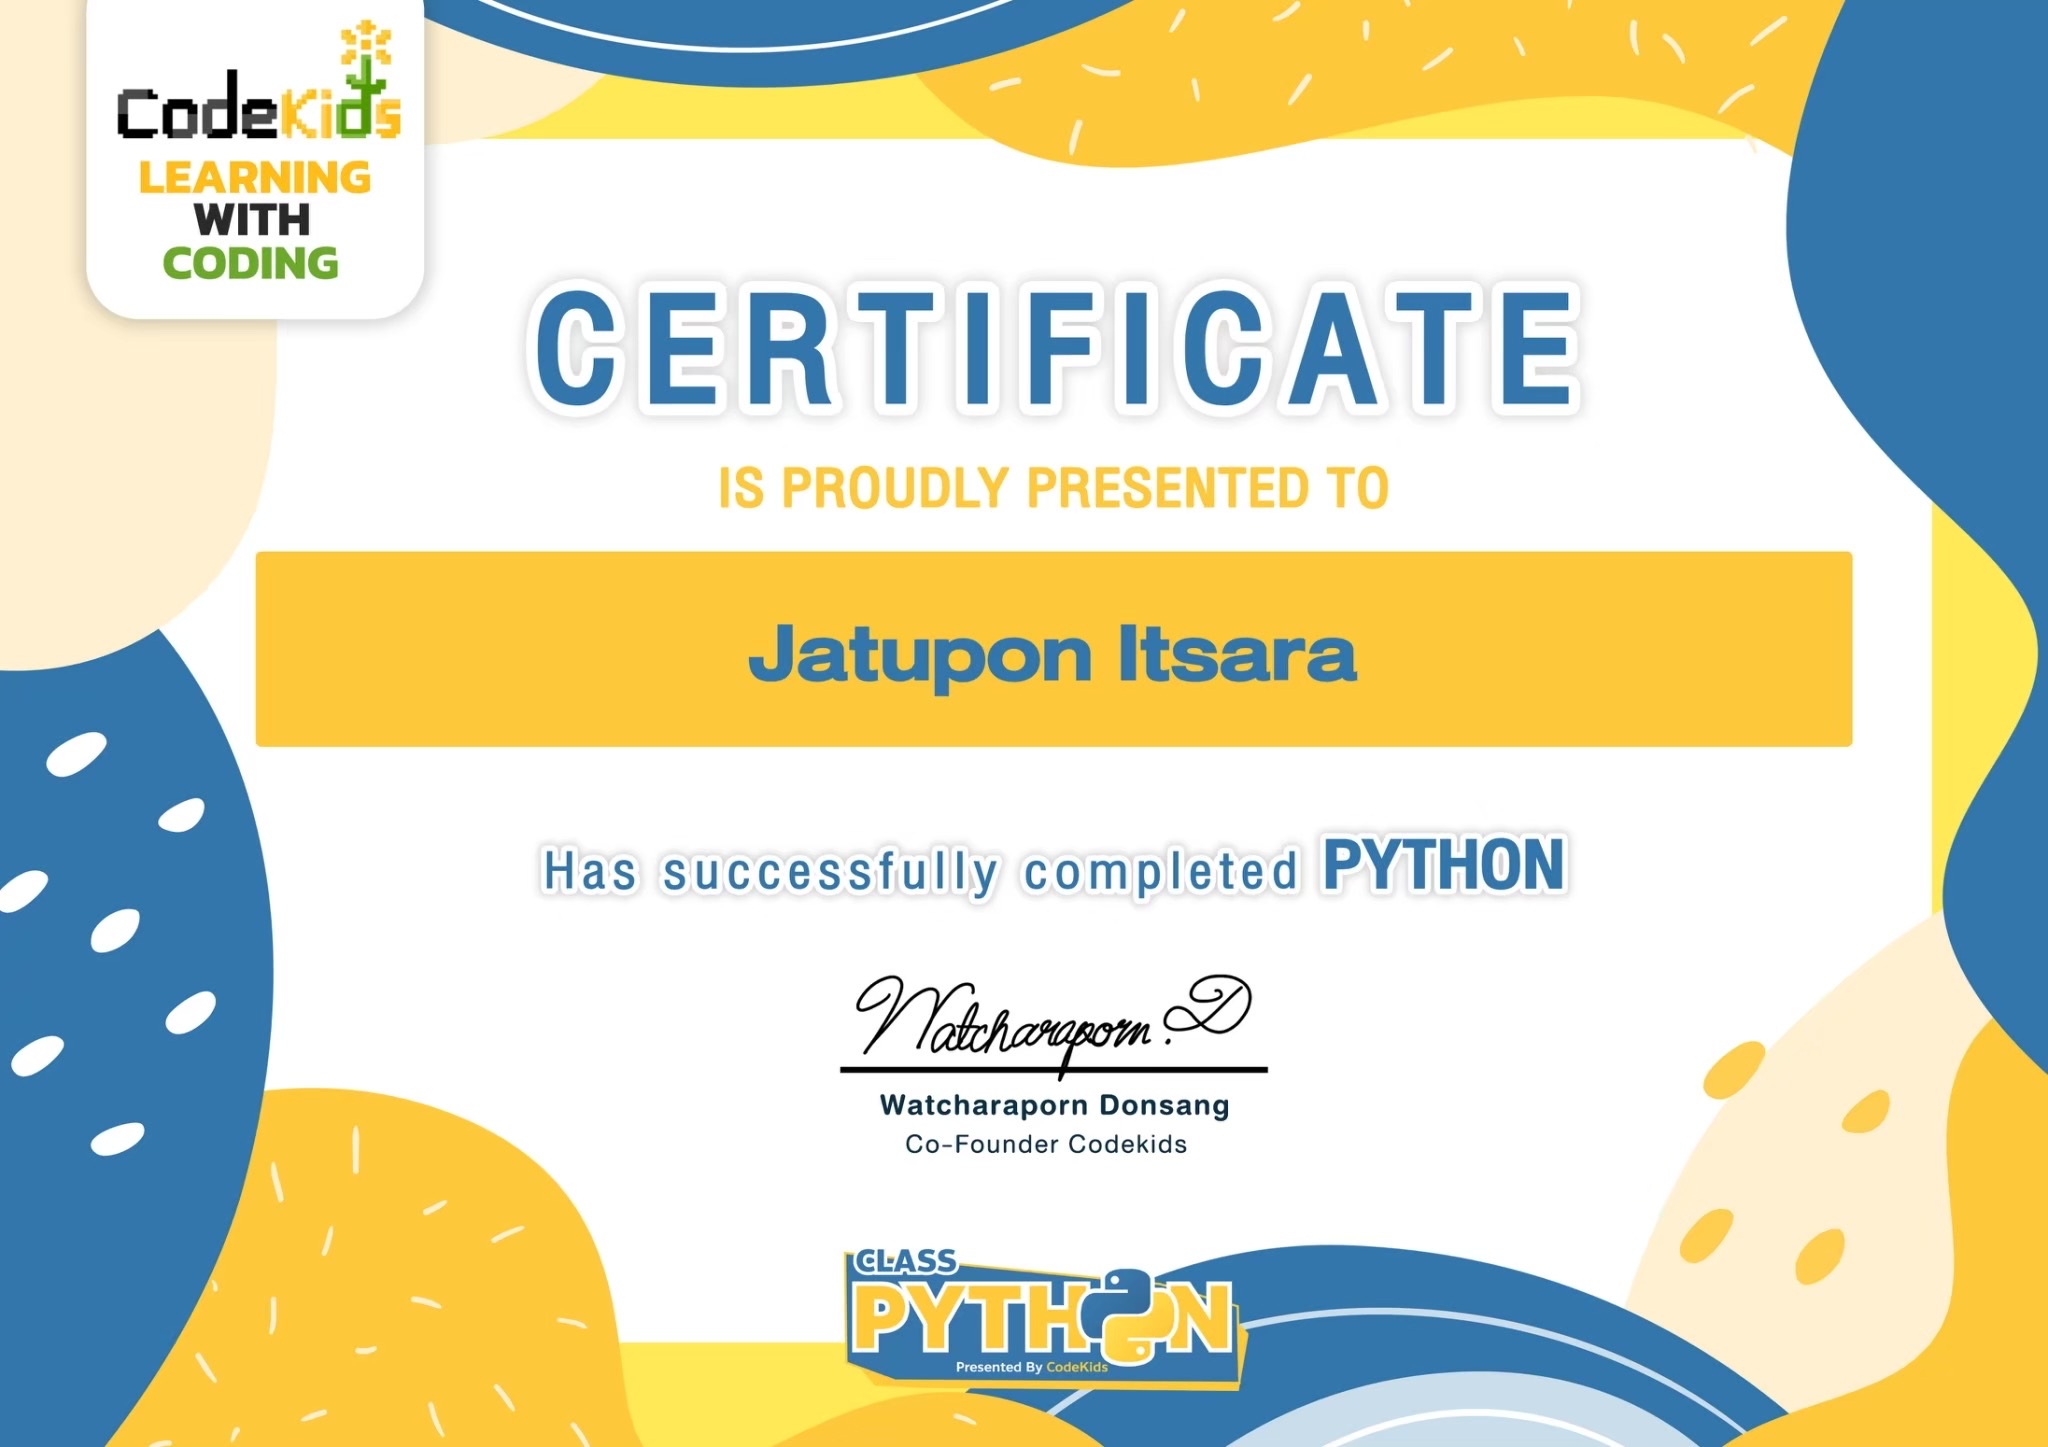 CodeKids
LEARNING
WITH
CODING
CERTIFICATE
IS PROUDLY PRESENTED TO
Jatupon Itsara
Has successfully completed PYTHON
Watcharaporn. D
Watcharaporn Donsang
Co-Founder Codekids
CLASS
PYTHON
Presented By CodeKids